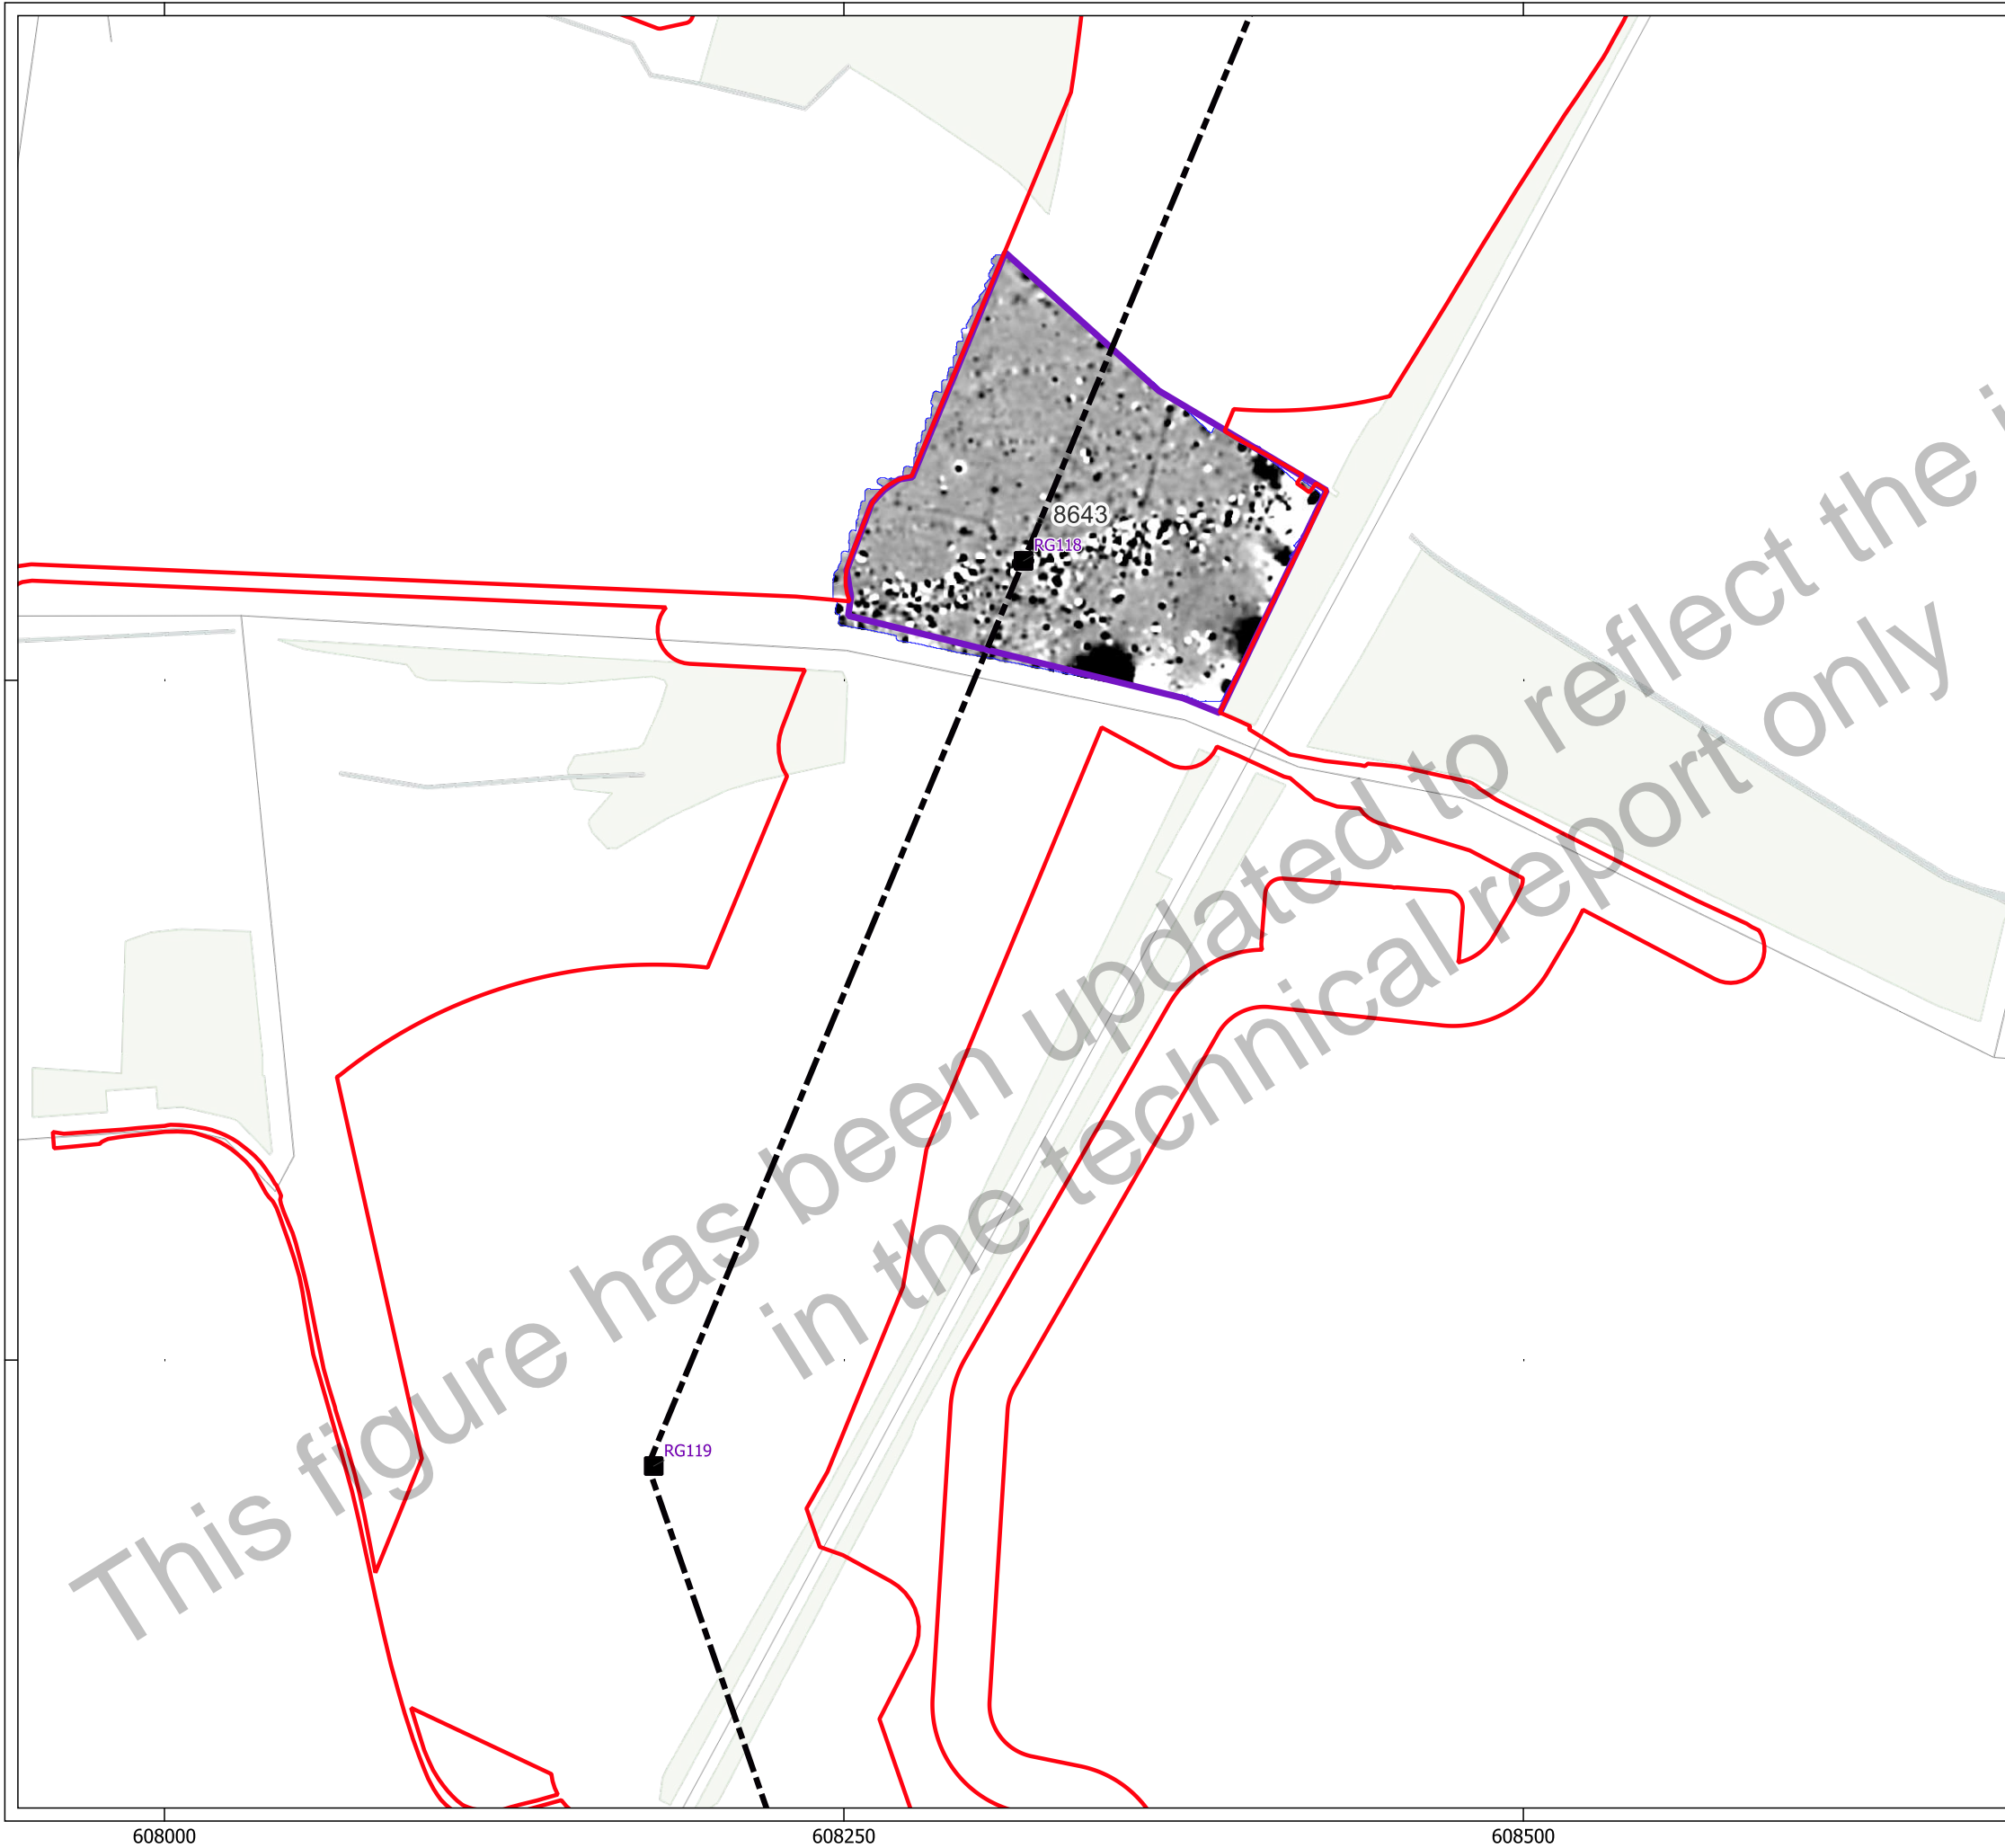 8643
RG118
RG119
This figure has been updated to reflect the i
in the technical report only
608000
608250
608500